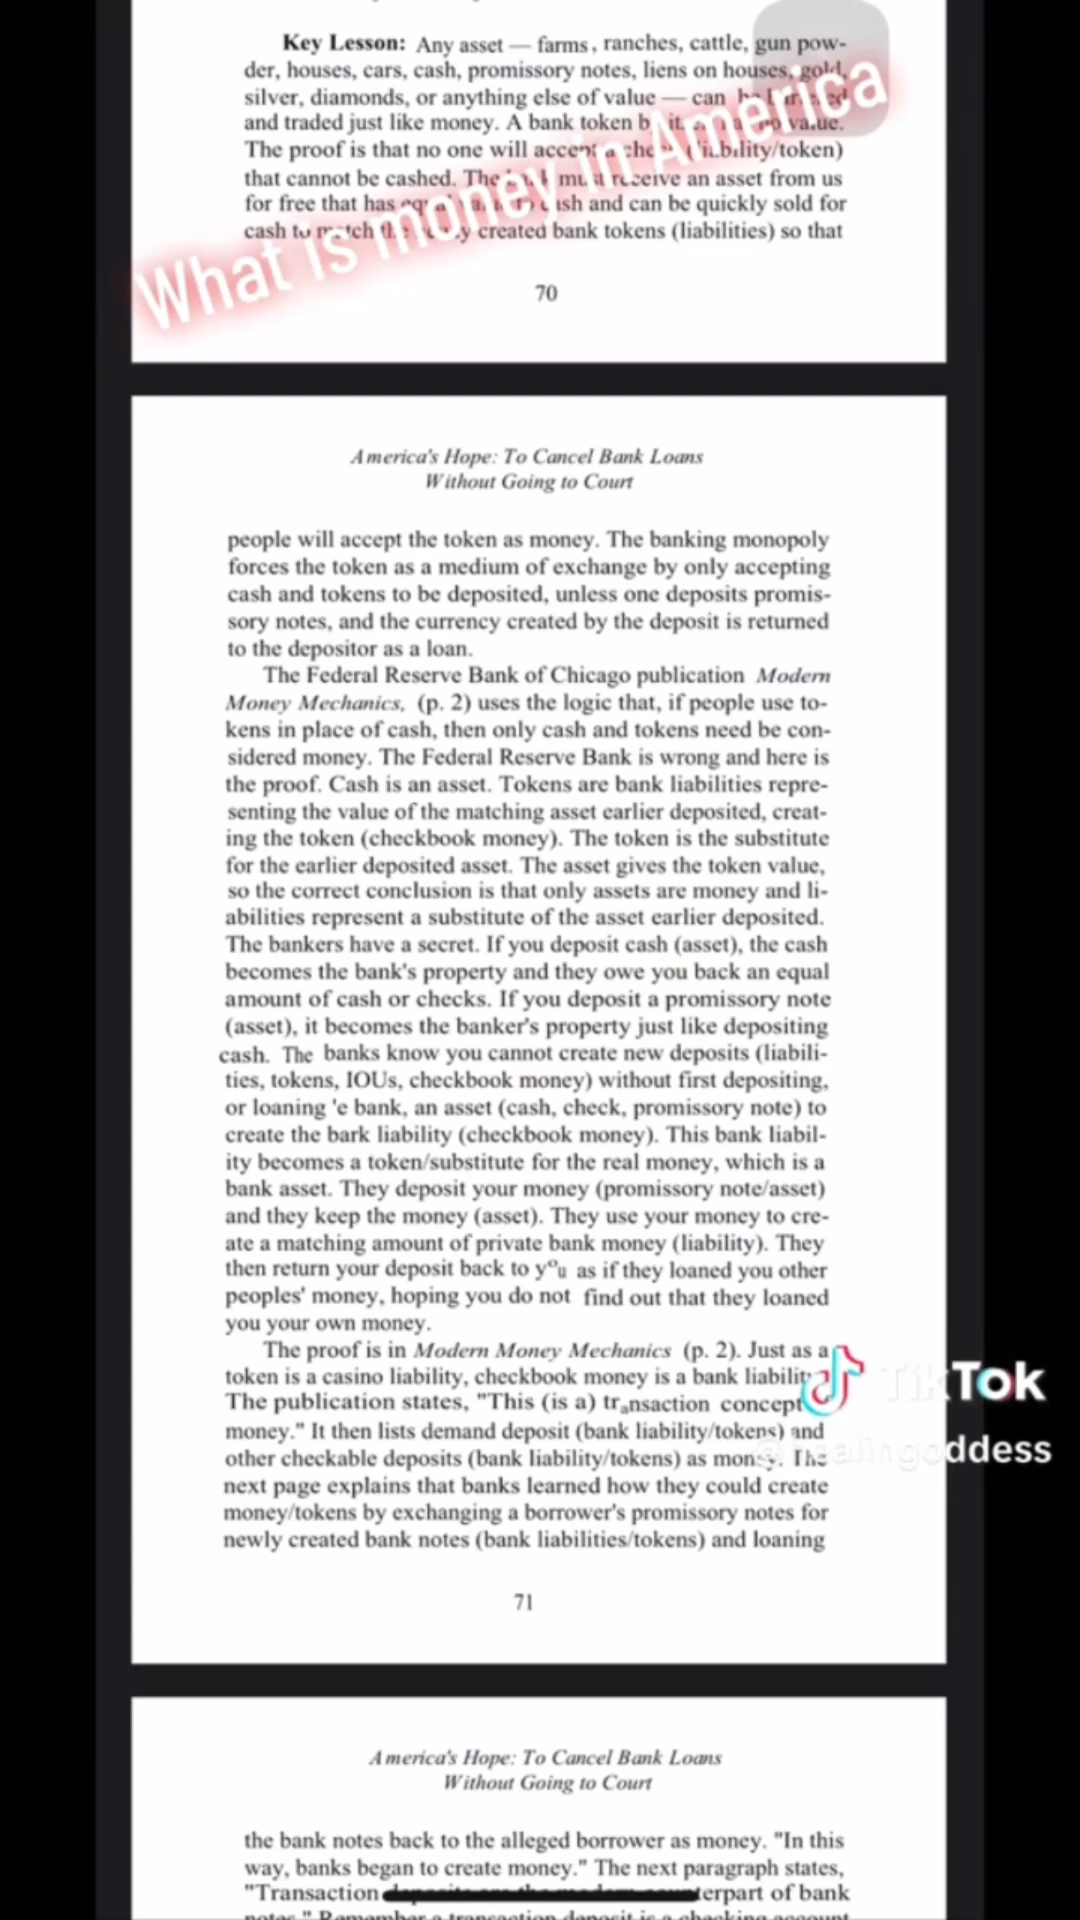 Key Lesson: Any asset — farms, ranches, cattle, gun pow-
der, houses, cars, cash, promissory notes, liens on houses, gold,
silver, diamonds, or anything else of value — can
and traded just like money. A bank token no value.
The proof is that no one will accept a (liability/token)
that cannot be cashed. The must receive an asset from us
for free that has cash and can be quickly sold for
cash to match the created bank tokens (liabilities) so that
What is money in America
70
America's Hope: To Cancel Bank Loans
Without Going to Court
people will accept the token as money. The banking monopoly
forces the token as a medium of exchange by only accepting
cash and tokens to be deposited, unless one deposits promis-
sory notes, and the currency created by the deposit is returned
to the depositor as a loan.
The Federal Reserve Bank of Chicago publication Modern
Money Mechanics, (p. 2) uses the logic that, if people use to-
kens in place of cash, then only cash and tokens need be con-
sidered money. The Federal Reserve Bank is wrong and here is
the proof. Cash is an asset. Tokens are bank liabilities repre-
senting the value of the matching asset earlier deposited, creat-
ing the token (checkbook money). The token is the substitute
for the earlier deposited asset. The asset gives the token value,
so the correct conclusion is that only assets are money and li-
abilities represent a substitute of the asset earlier deposited.
The bankers have a secret. If you deposit cash (asset), the cash
becomes the bank's property and they owe you back an equal
amount of cash or checks. If you deposit a promissory note
(asset), it becomes the banker's property just like depositing
cash. The banks know you cannot create new deposits (liabili-
ties, tokens, IOUs, checkbook money) without first depositing,
or loaning 'e bank, an asset (cash, check, promissory note) to
create the bark liability (checkbook money). This bank liabil-
ity becomes a token/substitute for the real money, which is a
bank asset. They deposit your money (promissory note/asset)
and they keep the money (asset). They use your money to cre-
ate a matching amount of private bank money (liability). They
then return your deposit back to you as if they loaned you other
peoples' money, hoping you do not find out that they loaned
you your own money.
The proof is in Modern Money Mechanics (p. 2). Just as a
token is a casino liability, checkbook money is a bank liability.
The publication states, "This (is a) transaction concept
money." It then lists demand deposit (bank liability/tokens) and
other checkable deposits (bank liability/tokens) as money. The
next page explains that banks learned how they could create
money/tokens by exchanging a borrower's promissory notes for
newly created bank notes (bank liabilities/tokens) and loaning
TikTok
71
America's Hope: To Cancel Bank Loans
Without Going to Court
the bank notes back to the alleged borrower as money. "In this
way, banks began to create money." The next paragraph states,
"Transaction deposits are the modern counterpart of bank
notes." Remember a transaction deposit is a checking account